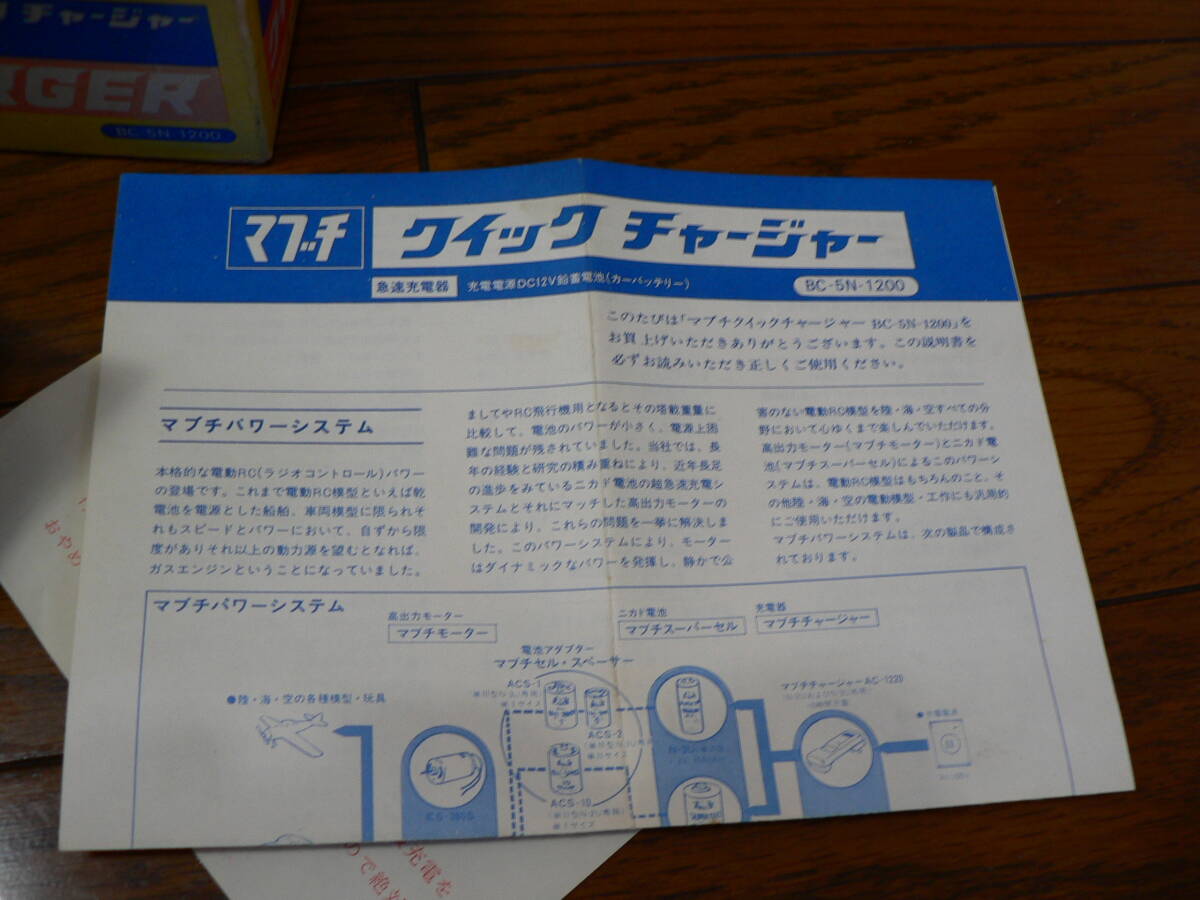 チャージャー
RGER
BC-5N-1200
マブチ クイック チャージャー
急速充電器 充電電源DC12V鉛蓄電池(カーバッテリー) BC-5N-1200
このたびは「マブチクイックチャージャー BC-5N-1200」を
お買上げいただきありがとうございます。この説明書を
必ずお読みいただき正しくご使用ください。
マブチパワーシステム
本格的な電動RC(ラジオコントロール)パワー
の登場です。これまで電動RC模型といえば乾
電池を電源とした船舶、車両模型に限られそ
れもスピードとパワーにおいて、自ずから限
度がありそれ以上の動力源を望むとなれば、
ガスエンジンということになっていました。
ましてやRC飛行機用となるとその塔載重量に
比較して、電池のパワーが小さく、電源上困
難な問題が残されていました。当社では、長
年の経験と研究の積み重ねにより、近年長足
の進歩をみているニカド電池の超急速充電シ
ステムとそれにマッチした高出力モーターの
開発により、これらの問題を一挙に解決しま
した。このパワーシステムにより、モーター
はダイナミックなパワーを発揮し、静かで公
害のない電動RC模型を陸・海・空すべての分
野において心ゆくまで楽しんでいただけます。
高出力モーター(マブチモーター)とニカド電
池(マブチスーパーセル)によるこのパワーシ
ステムは、電動RC模型はもちろんのこと、そ
の他陸・海・空の電動模型・工作にも汎用的
にご使用いただけます。
マブチパワーシステムは、次の製品で構成さ
れております。
マブチパワーシステム
高出力モーター
マブチモーター
ニカド電池
マブチスーパーセル
充電器
マブチチャージャー
電池アダプター
マブチセル・スペーサー
●陸・海・空の各種模型・玩具
ACS-1
ACS-2
ACS-10
マブチチャージャーAC-1220
おやめ
充電を
ので絶対